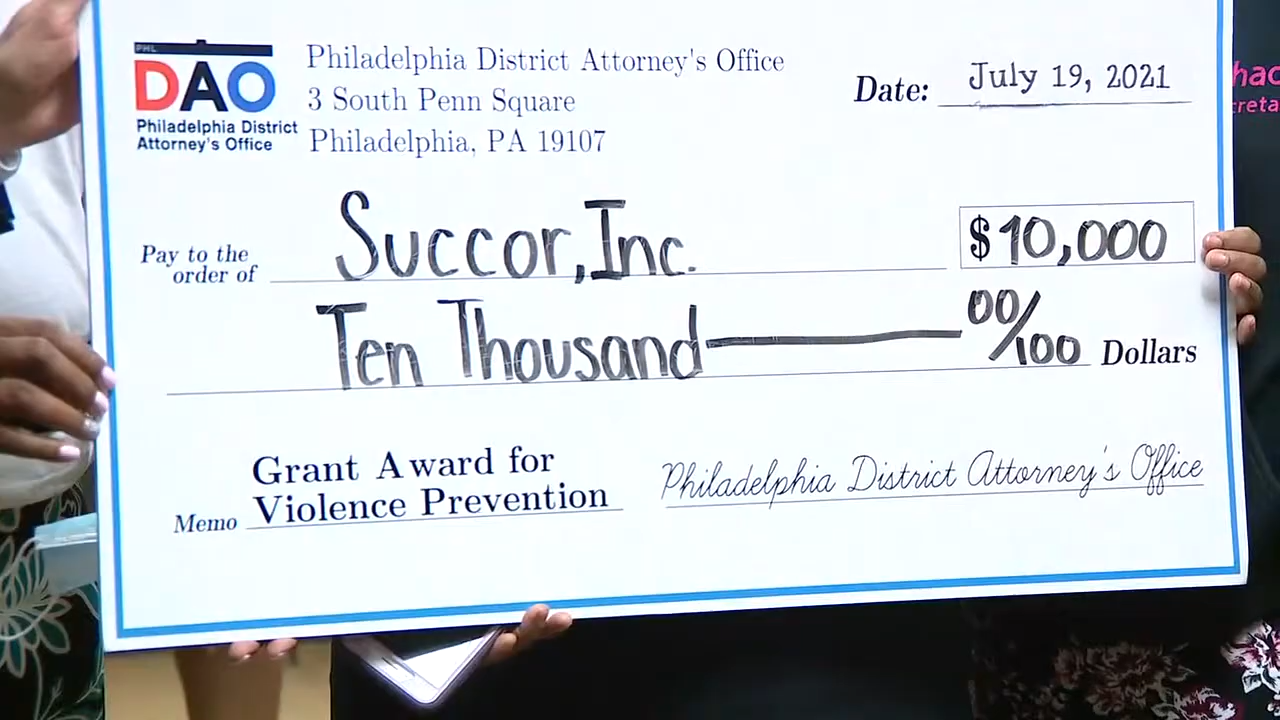 PHL
DAO
Philadelphia District
Attorney's Office
Philadelphia District Attorney's Office
3 South Penn Square
Philadelphia, PA 19107
Date: July 19, 2021
Pay to the
order of
Succor, Inc.
$10,000
Ten Thousand 00/100 Dollars
Memo
Grant Award for
Violence Prevention
Philadelphia District Attorney's Office